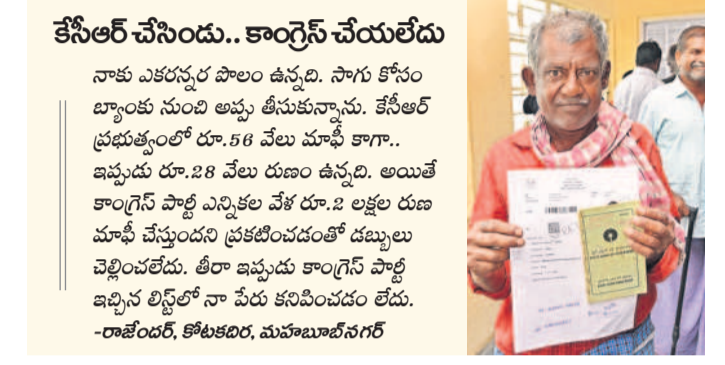 కేసీఆర్ చేసిండు.. కాంగ్రెస్ చేయలేదు
నాకు ఎకరన్నర పొలం ఉన్నది. సాగు కోసం
బ్యాంకు నుంచి అప్పు తీసుకున్నాను. కేసీఆర్
ప్రభుత్వంలో రూ.56 వేలు మాఫీ కాగా..
ఇప్పుడు రూ.28 వేలు రుణం ఉన్నది. అయితే
కాంగ్రెస్ పార్టీ ఎన్నికల వేళ రూ.2 లక్షల రుణ
మాఫీ చేస్తుందని ప్రకటించడంతో డబ్బులు
చెల్లించలేదు. తీరా ఇప్పుడు కాంగ్రెస్ పార్టీ
ఇచ్చిన లిస్ట్‌లో నా పేరు కనిపించడం లేదు.
-రాజేందర్, కోటకదిర, మహబూబ్‌నగర్